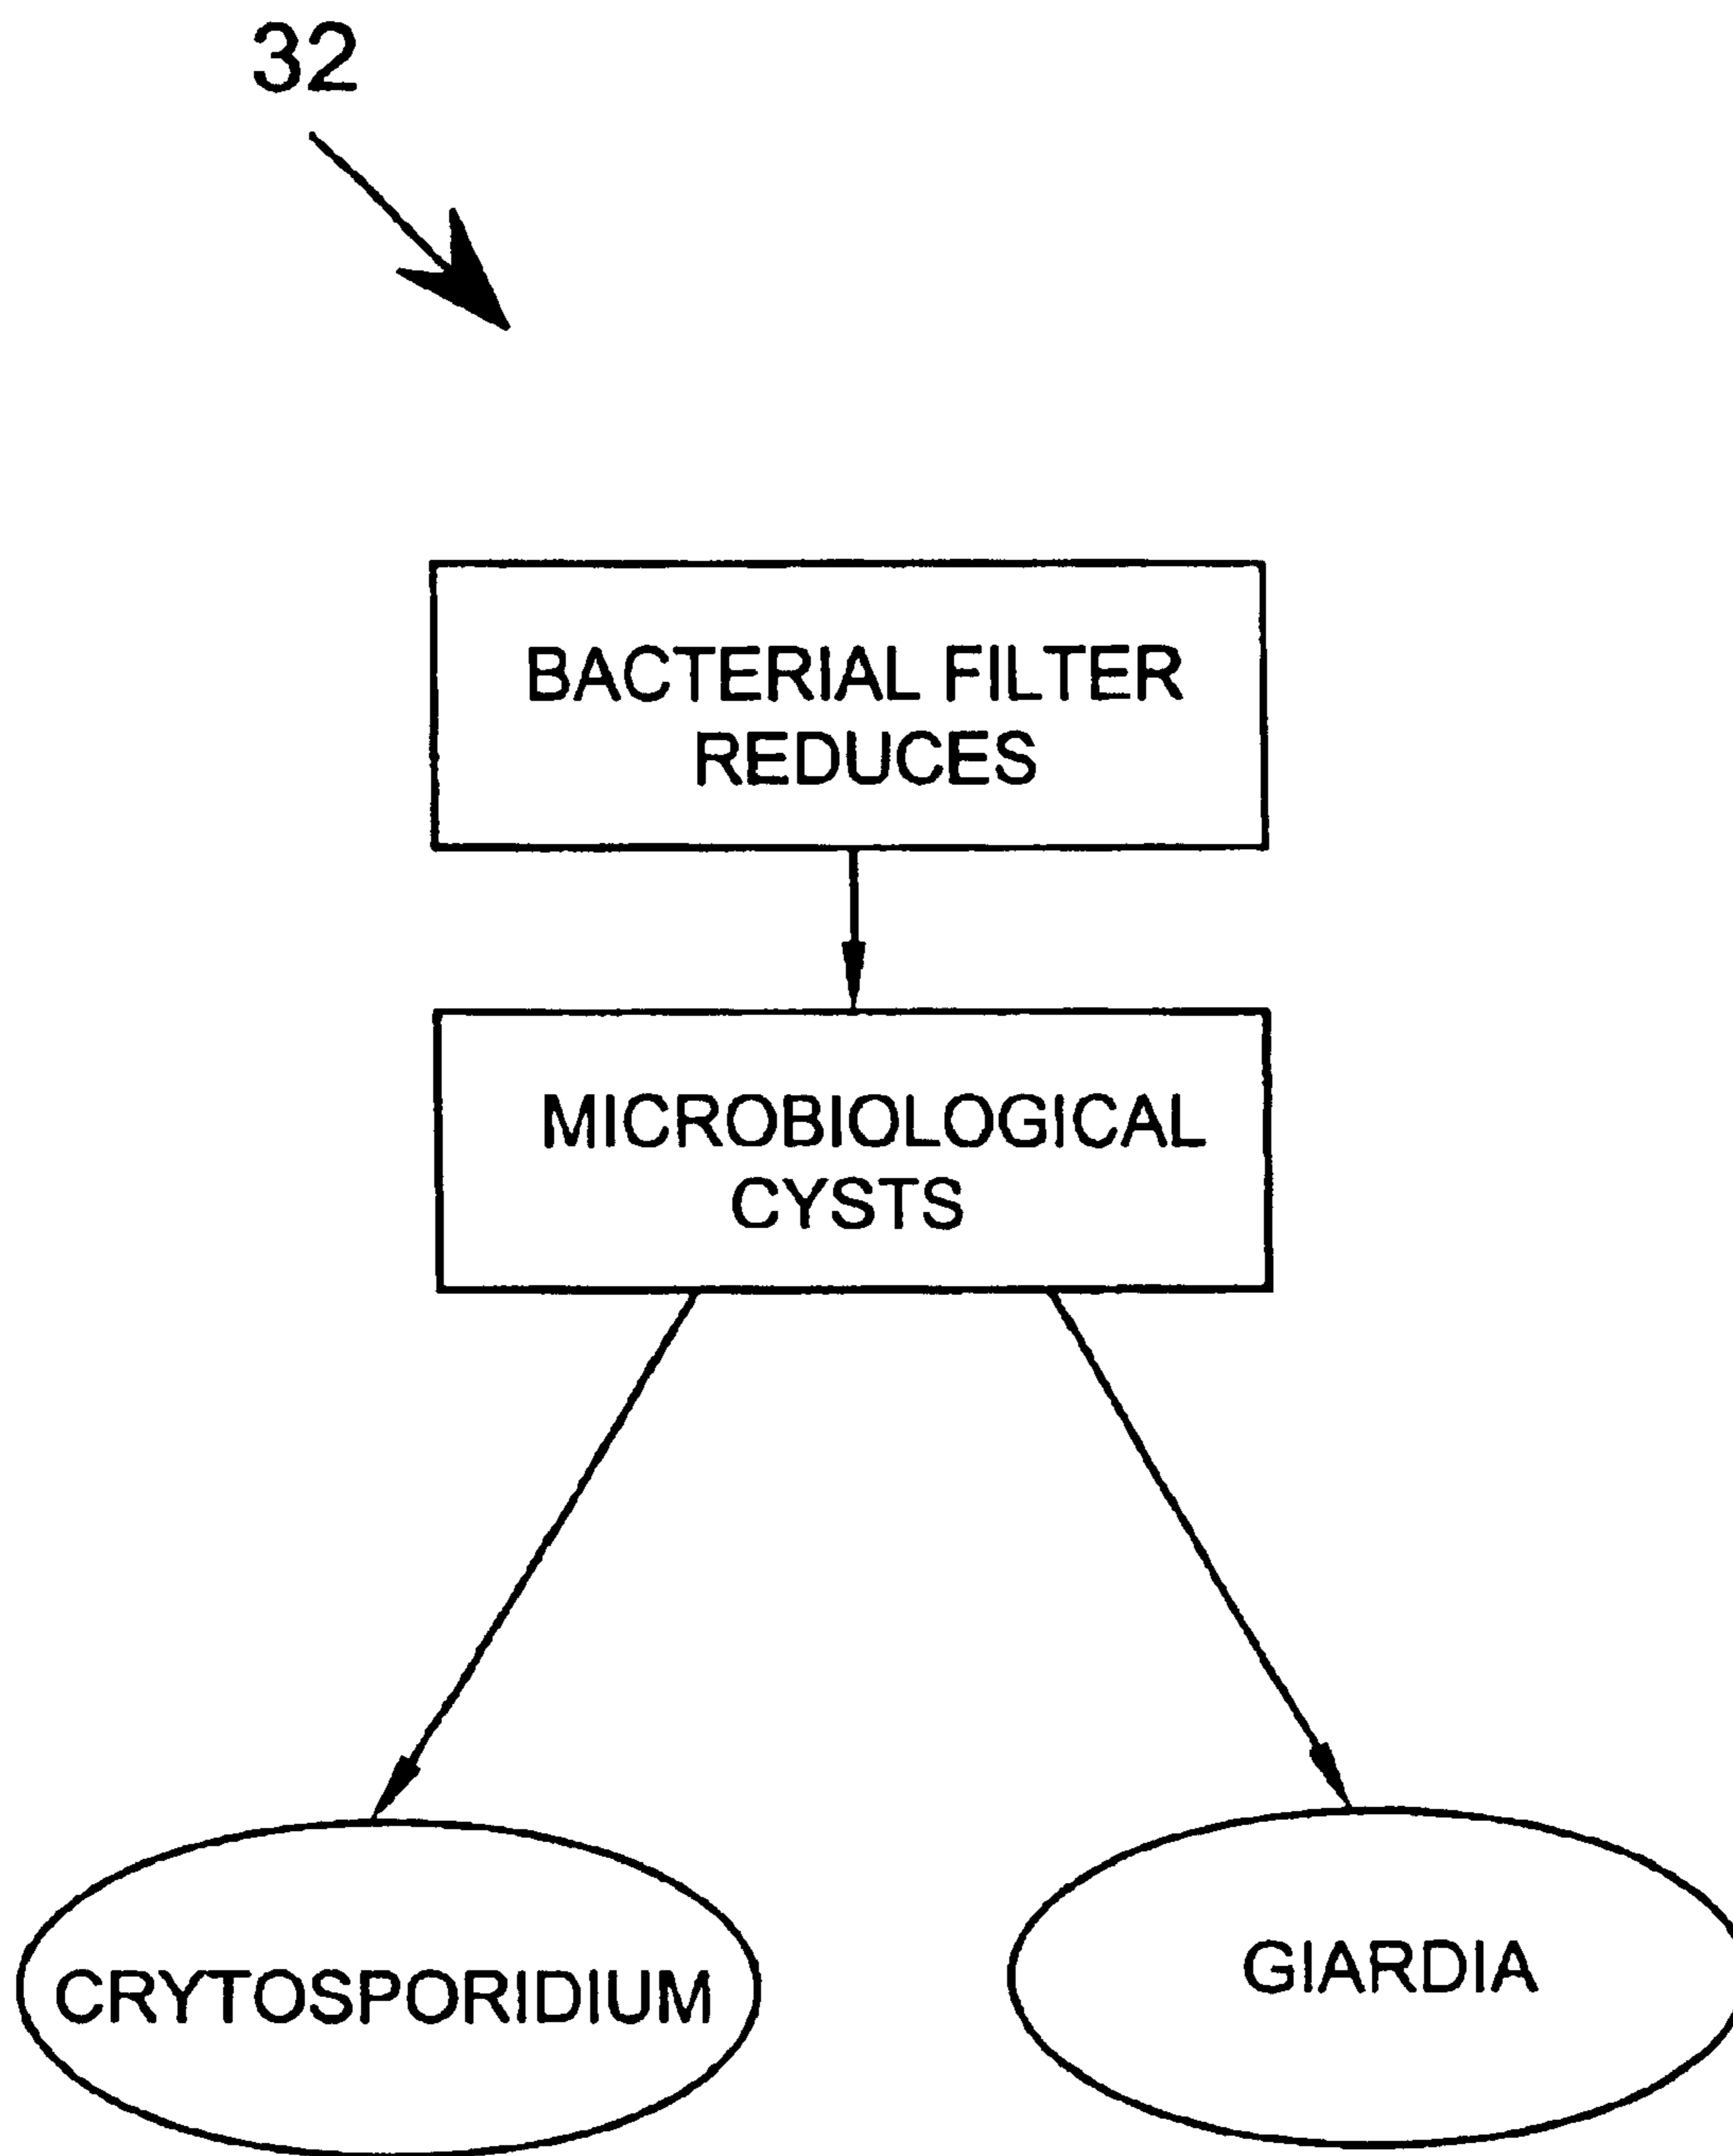 32
BACTERIAL FILTER
REDUCES
MICROBIOLOGICAL
CYSTS
CRYTOSPORIDIUM
GIARDIA